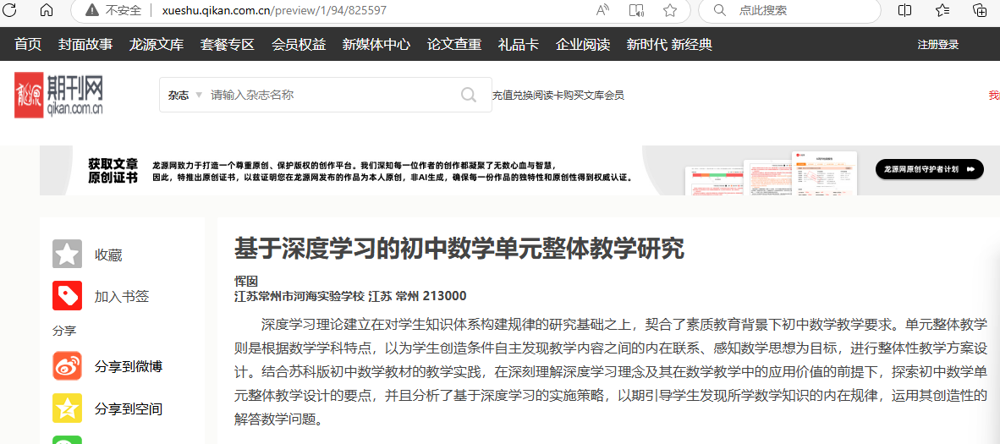 不安全 xueshu.qikan.com.cn/preview/1/94/825597 点此搜索
首页 封面故事 龙源文库 套餐专区 会员权益 新媒体中心 论文查重 礼品卡 企业阅读 新时代 新经典 注册登录
龙源 期刊网 qikan.com.cn
杂志 请输入杂志名称 充值兑换阅读卡购买文库会员 我
获取文章 原创证书
龙源网致力于打造一个尊重原创、保护版权的创作平台。我们深知每一位作者的创作都凝聚了无数心血与智慧,
因此,特推出原创证书,以兹证明您在龙源网发布的作品为本人原创,非AI生成,确保每一份作品的独特性和原创性得到权威认证。
龙源网原创守护者计划
收藏
加入书签
分享
分享到微博
分享到空间
基于深度学习的初中数学单元整体教学研究
恽囡
江苏常州市河海实验学校 江苏 常州 213000
深度学习理论建立在对学生知识体系构建规律的研究基础之上，契合了素质教育背景下初中数学教学要求。单元整体教学
则是根据数学学科特点，以为学生创造条件自主发现教学内容之间的内在联系、感知数学思想为目标，进行整体性教学方案设
计。结合苏科版初中数学教材的教学实践，在深刻理解深度学习理念及其在数学教学中的应用价值的前提下，探索初中数学单
元整体教学设计的要点，并且分析了基于深度学习的实施策略，以期引导学生发现所学数学知识的内在规律，运用其创造性的
解答数学问题。